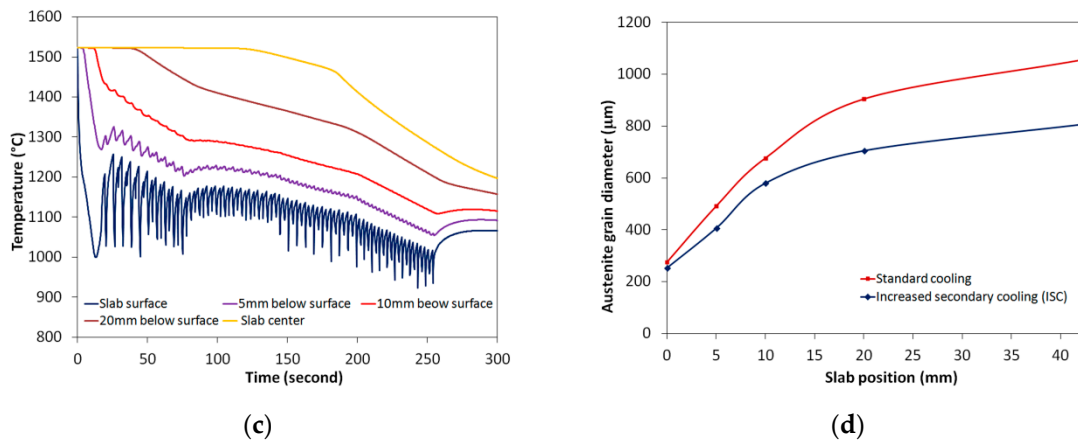 1600
1500
1400
1300
1200
1100
1000
900
800
Temperature (°C)
Slab surface
5mm below surface
10mm beow surface
20mm below surface
Slab center
0 50 100 150 200 250 300
Time (second)
(c)
1200
1000
800
600
400
200
0
Austenite grain diameter (μm)
Standard cooling
Increased secondary cooling (ISC)
0 5 10 15 20 25 30 35 40
Slab position (mm)
(d)